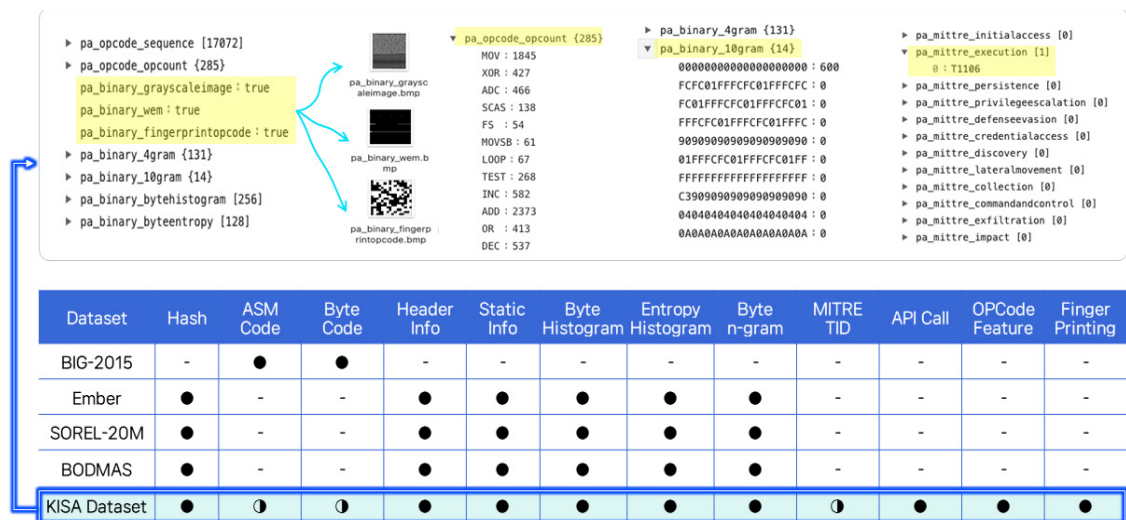 pa_opcode_sequence [17072]
pa_opcode_opcount {285}
pa_binary_grayscaleimage : true
pa_binary_wem : true
pa_binary_fingerprintopcode : true
pa_binary_4gram {131}
pa_binary_10gram {14}
pa_binary_bytehistogram [256]
pa_binary_byteentropy [128]
pa_binary_graysc
aleimage.bmp
pa_binary_wem.b
mp
pa_binary_fingerp
rintopcode.bmp
pa_opcode_opcount {285}
MOV : 1845
XOR : 427
ADC : 466
SCAS : 138
FS : 54
MOVSB : 61
LOOP : 67
TEST : 268
INC : 582
ADD : 2373
OR : 413
DEC : 537
pa_binary_4gram {131}
pa_binary_10gram {14}
00000000000000000000 : 600
FCFC01FFFCFC01FFFCFC : 0
FC01FFFCFC01FFFCFC01 : 0
FFFCFC01FFFCFC01FFFC : 0
90909090909090909090 : 0
01FFFCFC01FFFCFC01FF : 0
FFFFFFFFFFFFFFFFFFFF : 0
C3909090909090909090 : 0
04040404040404040404 : 0
0A0A0A0A0A0A0A0A0A0A : 0
pa_mittre_initialaccess [0]
pa_mittre_execution [1]
0 : T1106
pa_mittre_persistence [0]
pa_mittre_privilegeescalation [0]
pa_mittre_defenseevasion [0]
pa_mittre_credentialaccess [0]
pa_mittre_discovery [0]
pa_mittre_lateralmovement [0]
pa_mittre_collection [0]
pa_mittre_commandandcontrol [0]
pa_mittre_exfiltration [0]
pa_mittre_impact [0]
Dataset Hash ASM Code Byte Code Header Info Static Info Byte Histogram Entropy Histogram Byte n-gram MITRE TID API Call OPCode Feature Finger Printing
BIG-2015 - ● ● - - - - - - - - -
Ember ● - - ● ● ● ● ● - - - -
SOREL-20M ● - - ● ● ● ● ● - - - -
BODMAS ● - - ● ● ● ● ● - - - -
KISA Dataset ● ◑ ◑ ● ● ● ● ● ◑ ● ● ●